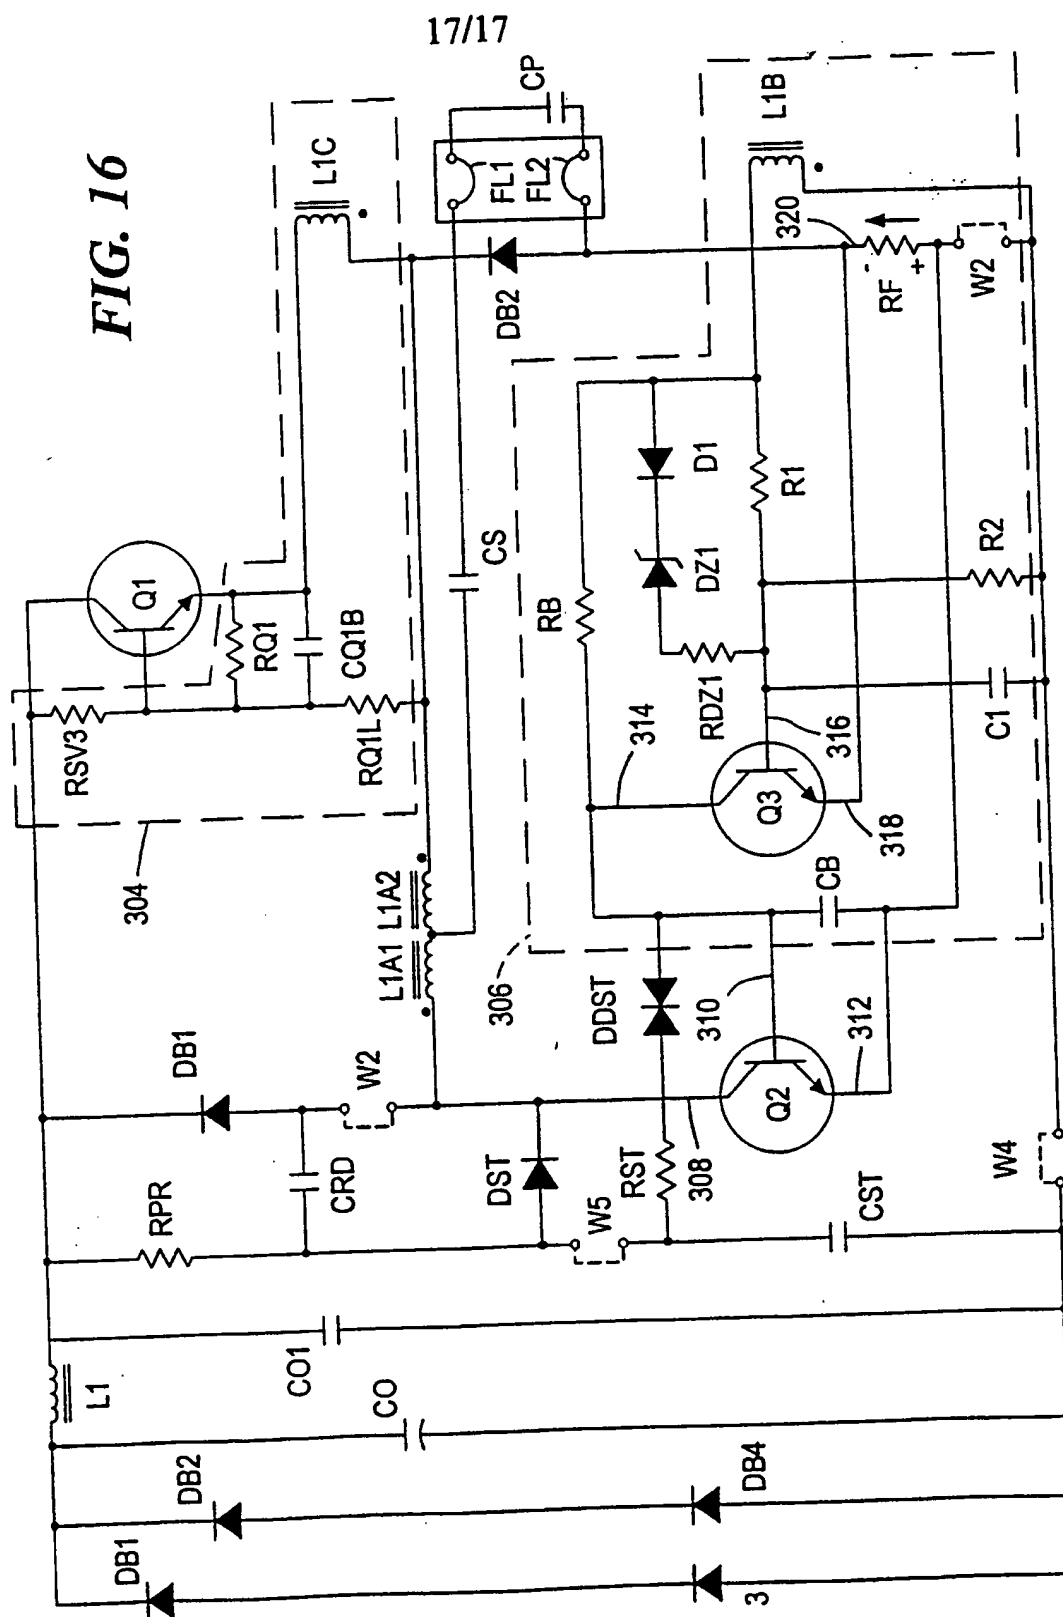 17/17
FIG. 16
CP
L1C
L1B
FL1
FL2
320
DB2
RF
- +
W2
Q1
RQ1
CQ1B
RSV3
RQ1L
CS
D1
R1
DZ1
RB
R2
RDZ1
314
316
C1
Q3
318
304
L1A1 L1A2
CB
306
DDST
310
312
DB1
W2
Q2
308
CRD
DST
RST
W4
RPR
W5
CST
CO1
L1
CO
DB2
DB4
DB1
3